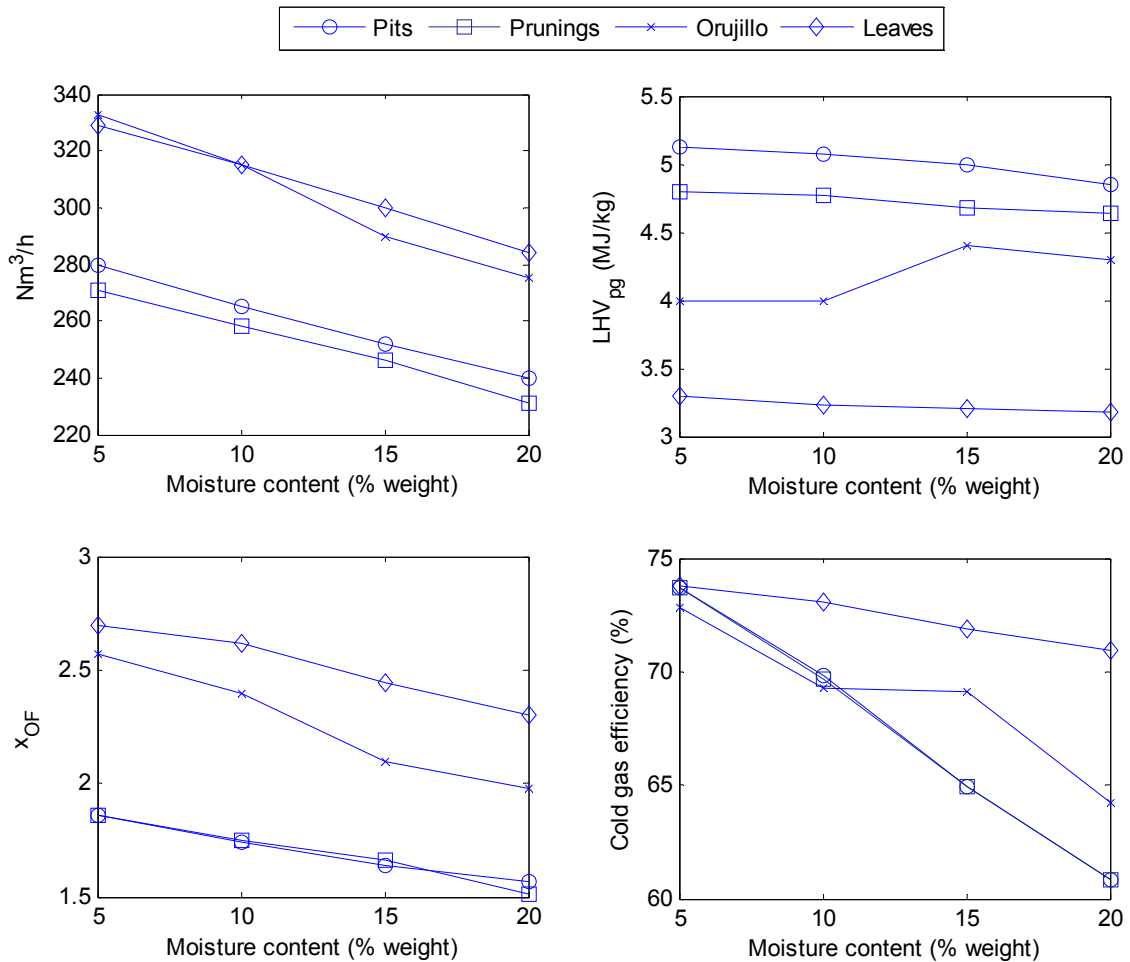 Pits Prunings Orujillo Leaves
340
320
300
280
260
240
220
Nm³/h
5 10 15 20
Moisture content (% weight)
5.5
5
4.5
4
3.5
3
LHVpg (MJ/kg)
5 10 15 20
Moisture content (% weight)
3
2.5
2
1.5
xOF
5 10 15 20
Moisture content (% weight)
75
70
65
60
Cold gas efficiency (%)
5 10 15 20
Moisture content (% weight)